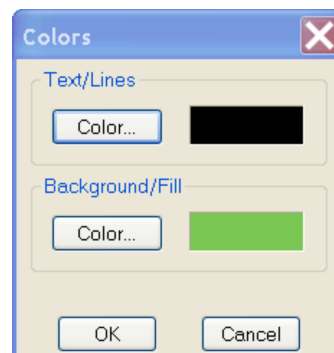 Colors
Text/Lines
Color...
Background/Fill
Color...
OK Cancel